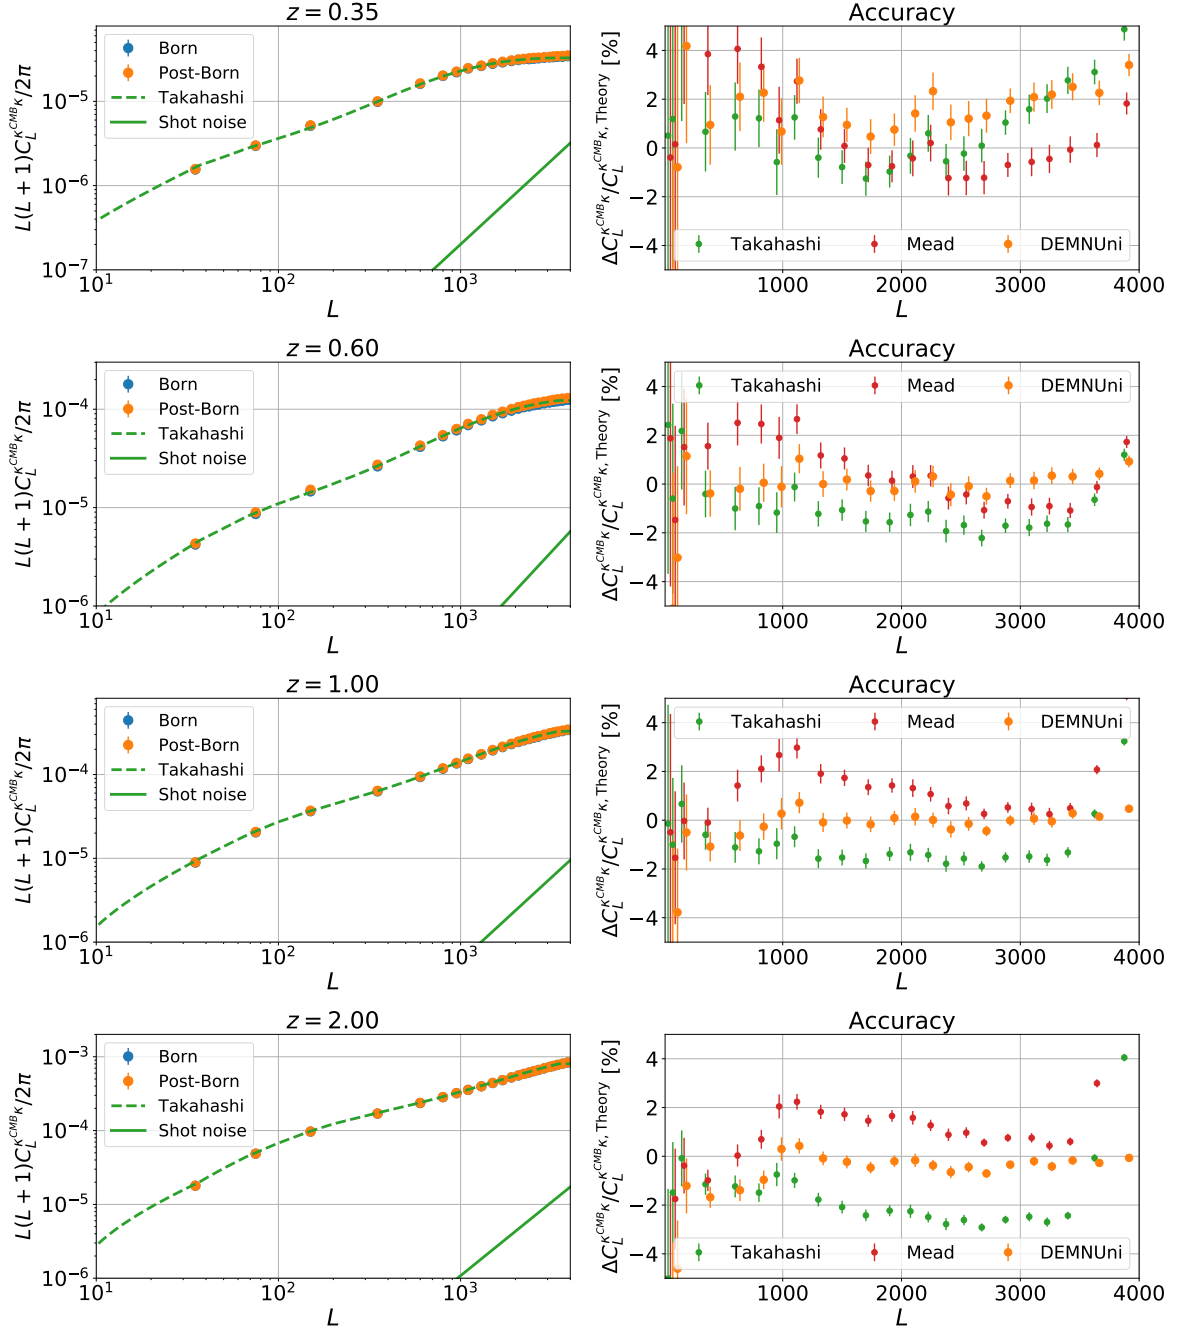 z = 0.35
Born
Post-Born
Takahashi
Shot noise
L(L + 1)C_L^{κ^{CMB}κ}/2π
10^{-5}
10^{-6}
10^{-7}
10^1
10^2
10^3
L
Accuracy
ΔC_L^{κ^{CMB}κ}/C_L^{κ^{CMB}κ, Theory} [%]
4
2
0
−2
−4
Takahashi
Mead
DEMNUni
1000
2000
3000
4000
L
z = 0.60
Born
Post-Born
Takahashi
Shot noise
L(L + 1)C_L^{κ^{CMB}κ}/2π
10^{-4}
10^{-5}
10^{-6}
10^1
10^2
10^3
L
Accuracy
Takahashi
Mead
DEMNUni
ΔC_L^{κ^{CMB}κ}/C_L^{κ^{CMB}κ, Theory} [%]
4
2
0
−2
−4
1000
2000
3000
4000
L
z = 1.00
Born
Post-Born
Takahashi
Shot noise
L(L + 1)C_L^{κ^{CMB}κ}/2π
10^{-4}
10^{-5}
10^{-6}
10^1
10^2
10^3
L
Accuracy
Takahashi
Mead
DEMNUni
ΔC_L^{κ^{CMB}κ}/C_L^{κ^{CMB}κ, Theory} [%]
4
2
0
−2
−4
1000
2000
3000
4000
L
z = 2.00
Born
Post-Born
Takahashi
Shot noise
L(L + 1)C_L^{κ^{CMB}κ}/2π
10^{-3}
10^{-4}
10^{-5}
10^{-6}
10^1
10^2
10^3
L
Accuracy
ΔC_L^{κ^{CMB}κ}/C_L^{κ^{CMB}κ, Theory} [%]
4
2
0
−2
−4
Takahashi
Mead
DEMNUni
1000
2000
3000
4000
L